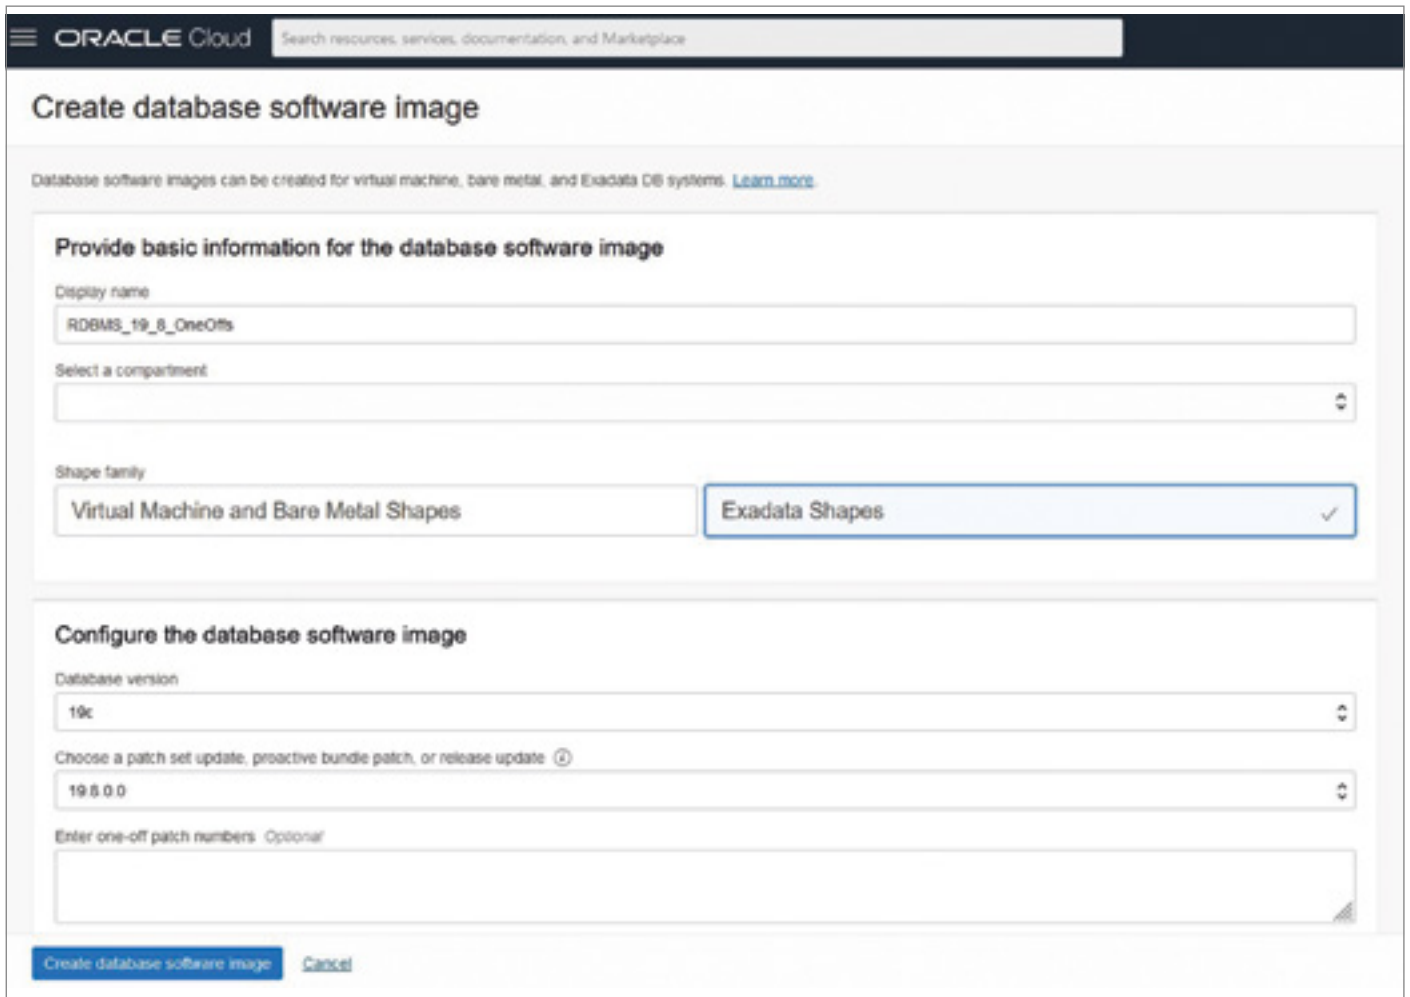 ORACLE Cloud
Search resources, services, documentation, and Marketplace
Create database software image
Database software images can be created for virtual machine, bare metal, and Exadata DB systems. Learn more.
Provide basic information for the database software image
Display name
RDBMS_19_8_OneOffs
Select a compartment
Shape family
Virtual Machine and Bare Metal Shapes
Exadata Shapes
Configure the database software image
Database version
19c
Choose a patch set update, proactive bundle patch, or release update
19.8.0.0
Enter one-off patch numbers Optional
Create database software image Cancel